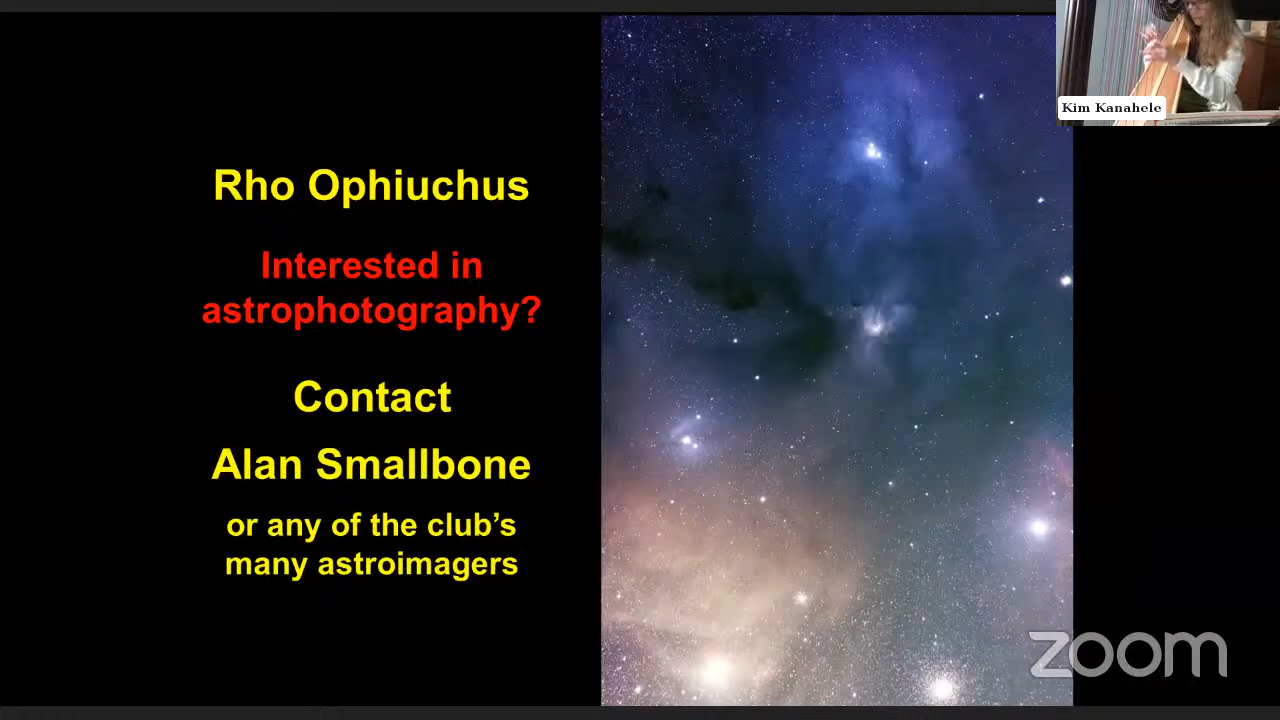 Kim Kanahele
Rho Ophiuchus
Interested in
astrophotography?
Contact
Alan Smallbone
or any of the club’s
many astroimagers
zoom